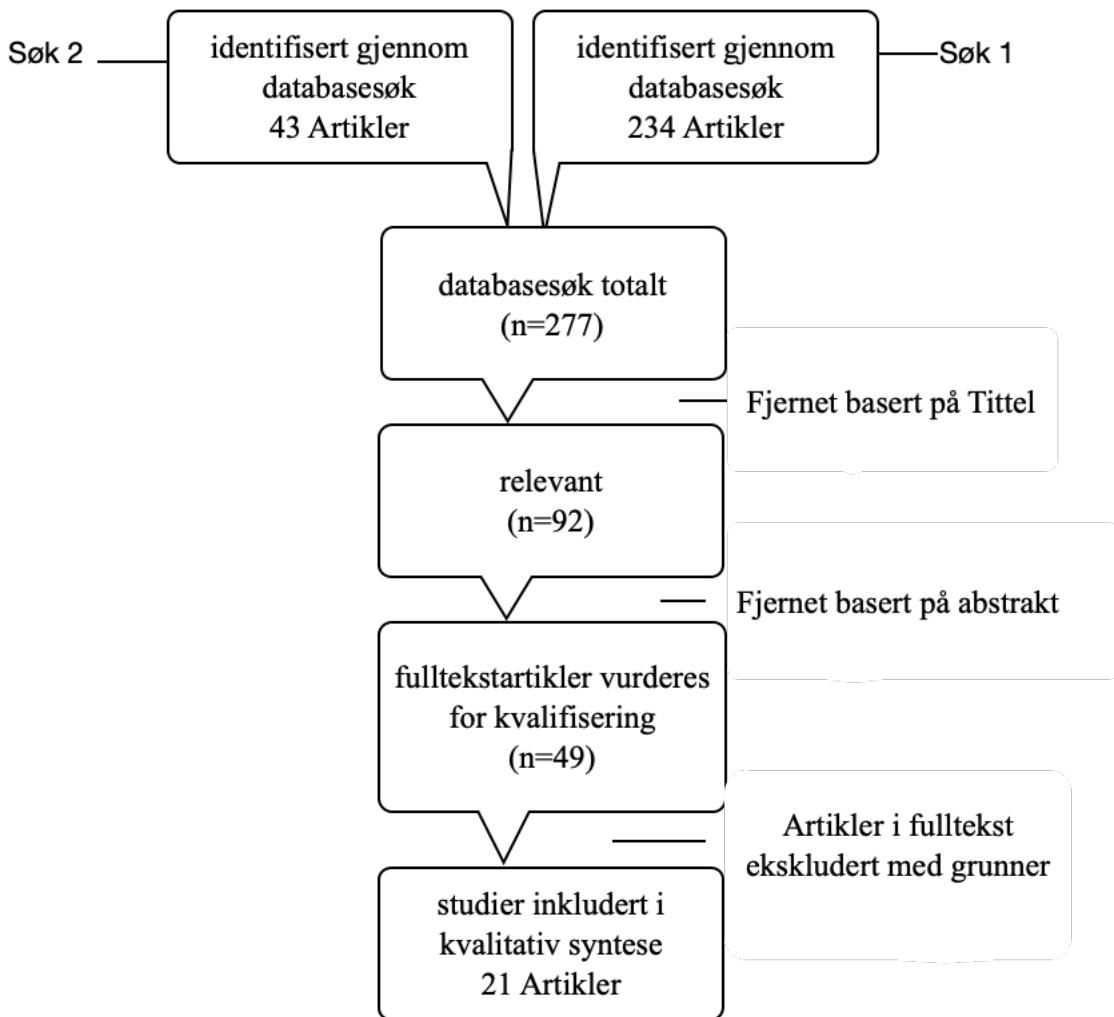 Søk 2
identifisert gjennom
databasesøk
43 Artikler
identifisert gjennom
databasesøk
234 Artikler
Søk 1
databasesøk totalt
(n=277)
Fjernet basert på Tittel
relevant
(n=92)
Fjernet basert på abstrakt
fulltekstartikler vurderes
for kvalifisering
(n=49)
Artikler i fulltekst
ekskludert med grunner
studier inkludert i
kvalitativ syntese
21 Artikler